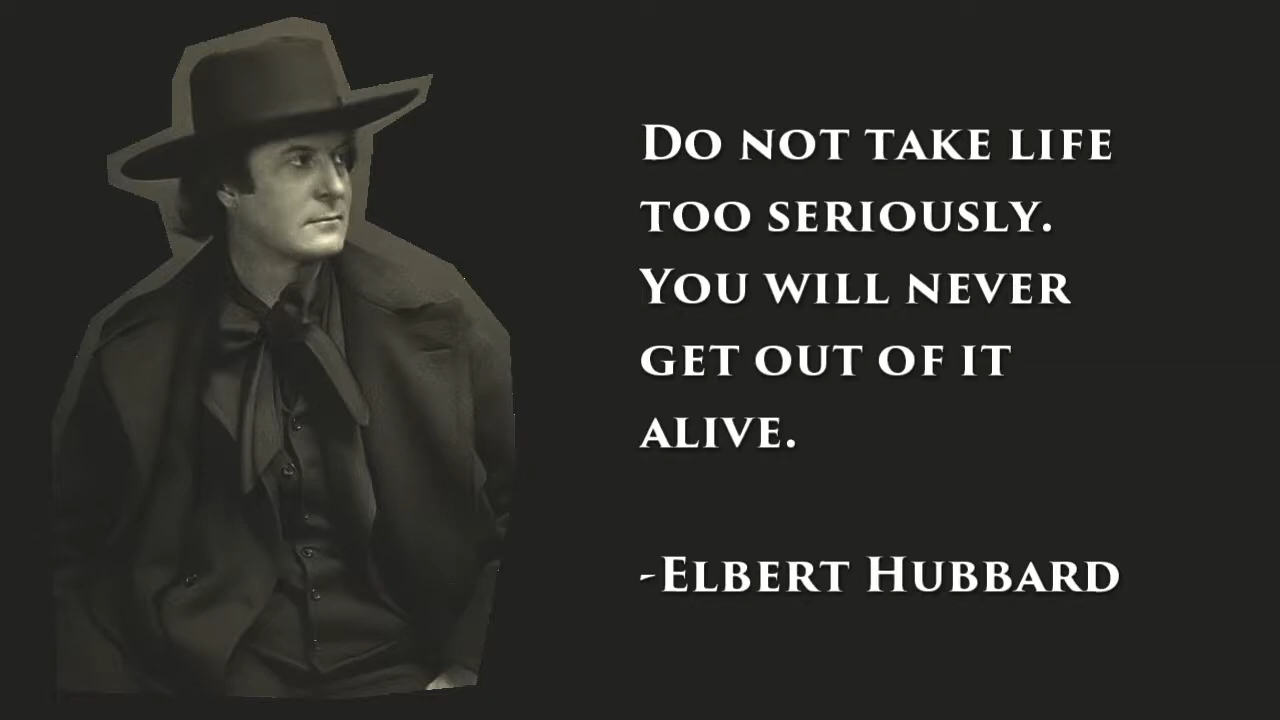 Do not take life
too seriously.
You will never
get out of it
alive.
-Elbert Hubbard